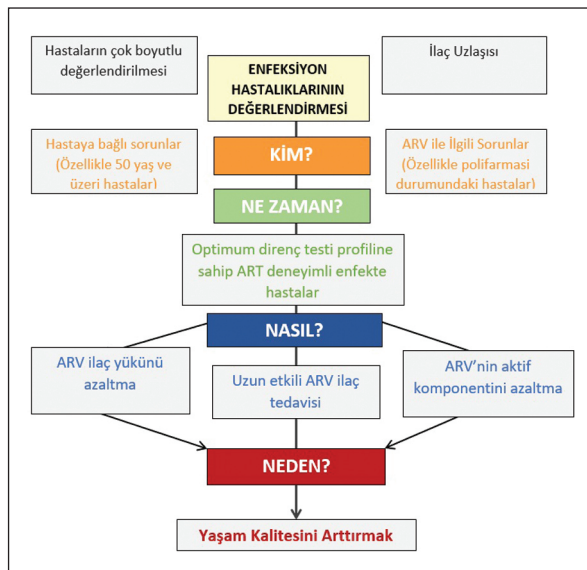 Hastaların çok boyutlu
değerlendirilmesi
ENFEKSİYON
HASTALIKLARININ
DEĞERLENDİRMESİ
İlaç Uzlaşısı
Hastaya bağlı sorunlar
(Özellikle 50 yaş ve
üzeri hastalar)
KİM?
ARV ile İlgili Sorunlar
(Özellikle polifarmasi
durumundaki hastalar)
NE ZAMAN?
Optimum direnç testi profiline
sahip ART deneyimli enfekte
hastalar
NASIL?
ARV ilaç yükünü
azaltma
Uzun etkili ARV ilaç
tedavisi
ARV’nin aktif
komponentini azaltma
NEDEN?
Yaşam Kalitesini Arttırmak